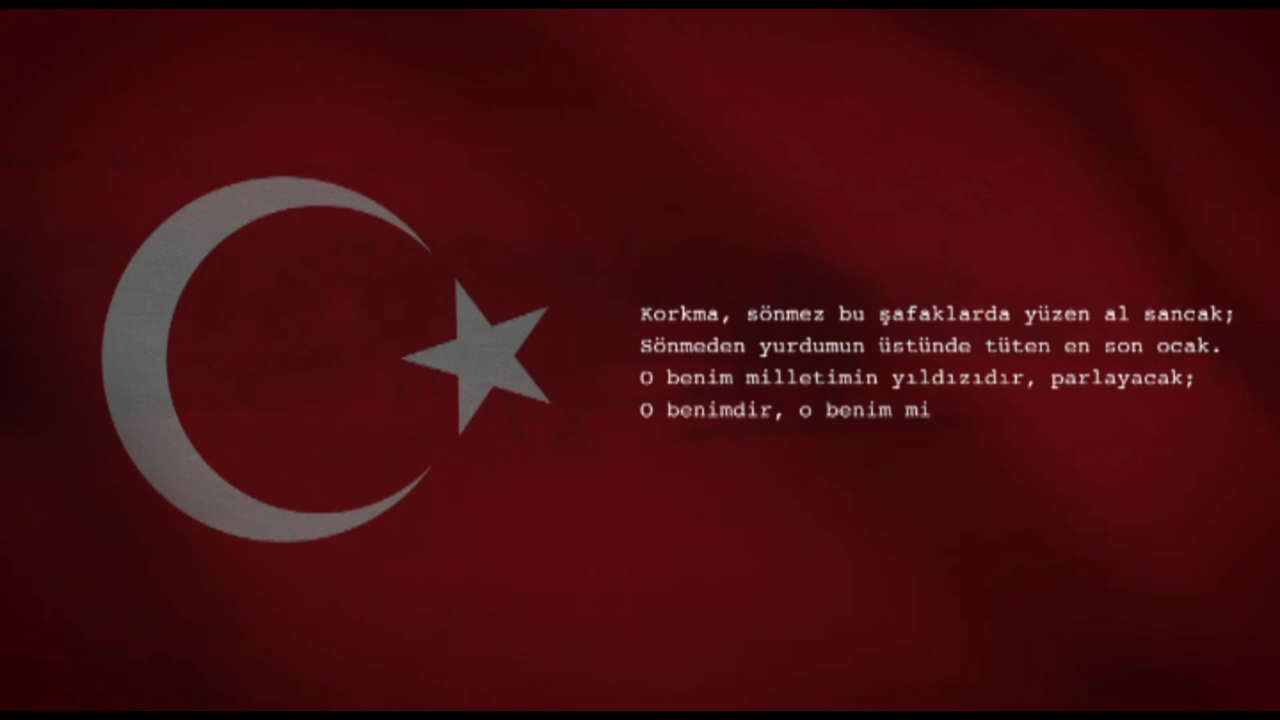 Korkma, sönmez bu şafaklarda yüzen al sancak;
Sönmeden yurdumun üstünde tüten en son ocak.
O benim milletimin yıldızıdır, parlayacak;
O benimdir, o benim mi